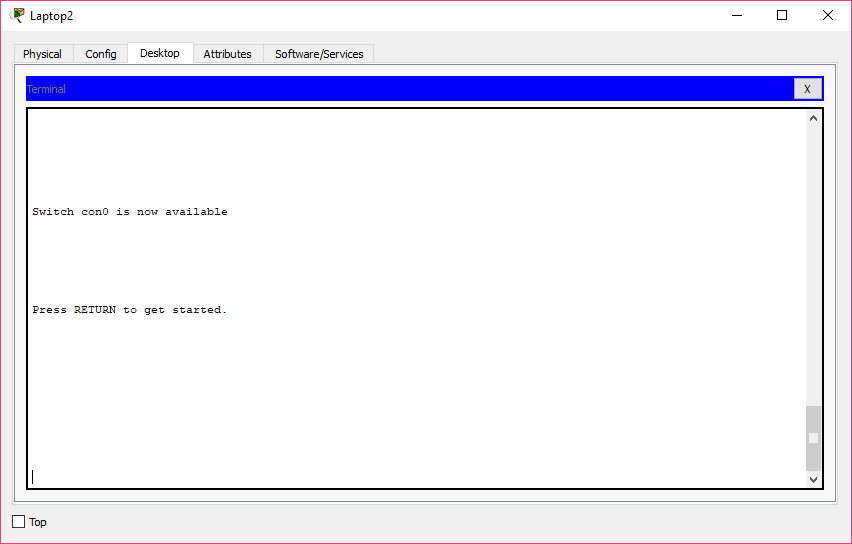 Laptop2
Physical Config Desktop Attributes Software/Services
Terminal X
Switch con0 is now available
Press RETURN to get started.
Top